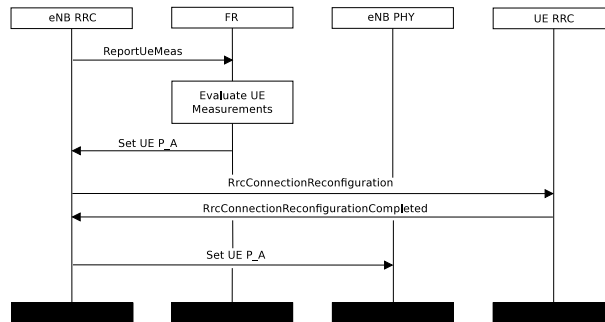 eNB RRC
FR
eNB PHY
UE RRC
ReportUeMeas
Evaluate UE
Measurements
Set UE P_A
RrcConnectionReconfiguration
RrcConnectionReconfigurationCompleted
Set UE P_A